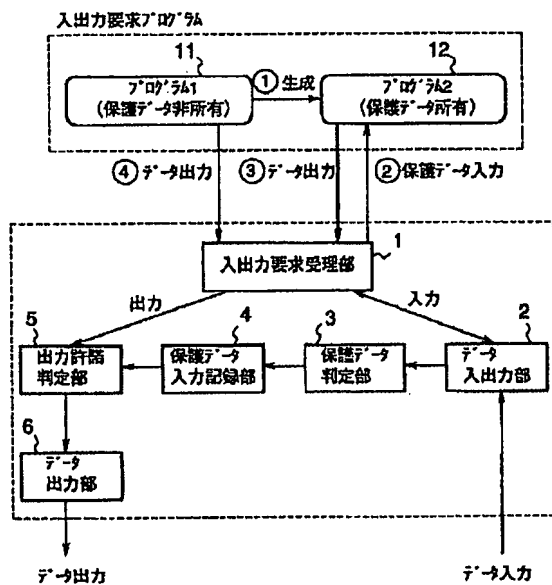 入出力要求プログラム
11
12
プログラム1
(保護データ非所有)
① 生成
プログラム2
(保護データ所有)
④ データ出力
③ データ出力
② 保護データ入力
1
入出力要求受理部
出力
入力
5
4
3
2
出力許諾
判定部
保護データ
入力記録部
保護データ
判定部
データ
入出力部
6
データ
出力部
データ出力
データ入力